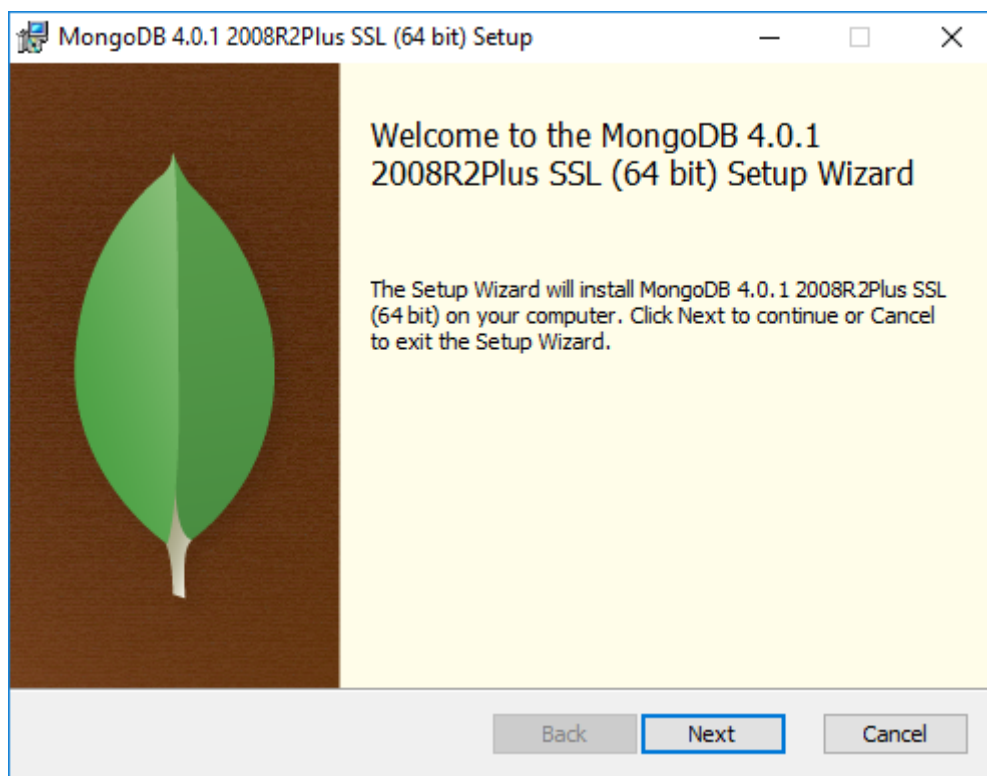 MongoDB 4.0.1 2008R2Plus SSL (64 bit) Setup
Welcome to the MongoDB 4.0.1
2008R2Plus SSL (64 bit) Setup Wizard
The Setup Wizard will install MongoDB 4.0.1 2008R2Plus SSL
(64 bit) on your computer. Click Next to continue or Cancel
to exit the Setup Wizard.
Back Next Cancel